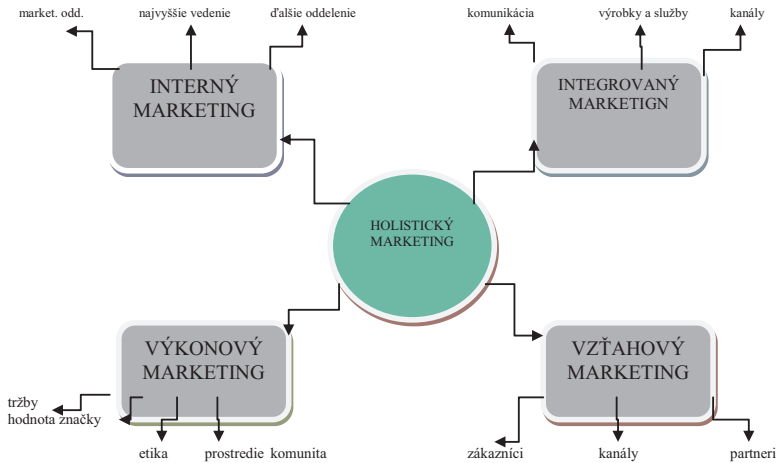 market. odd. najvyššie vedenie ďalšie oddelenie komunikácia výrobky a služby kanály
INTERNÝ
MARKETING
INTEGROVANÝ
MARKETIGN
HOLISTICKÝ
MARKETING
VÝKONOVÝ
MARKETING
VZŤAHOVÝ
MARKETING
tržby
hodnota značky
etika prostredie komunita zákazníci kanály partneri